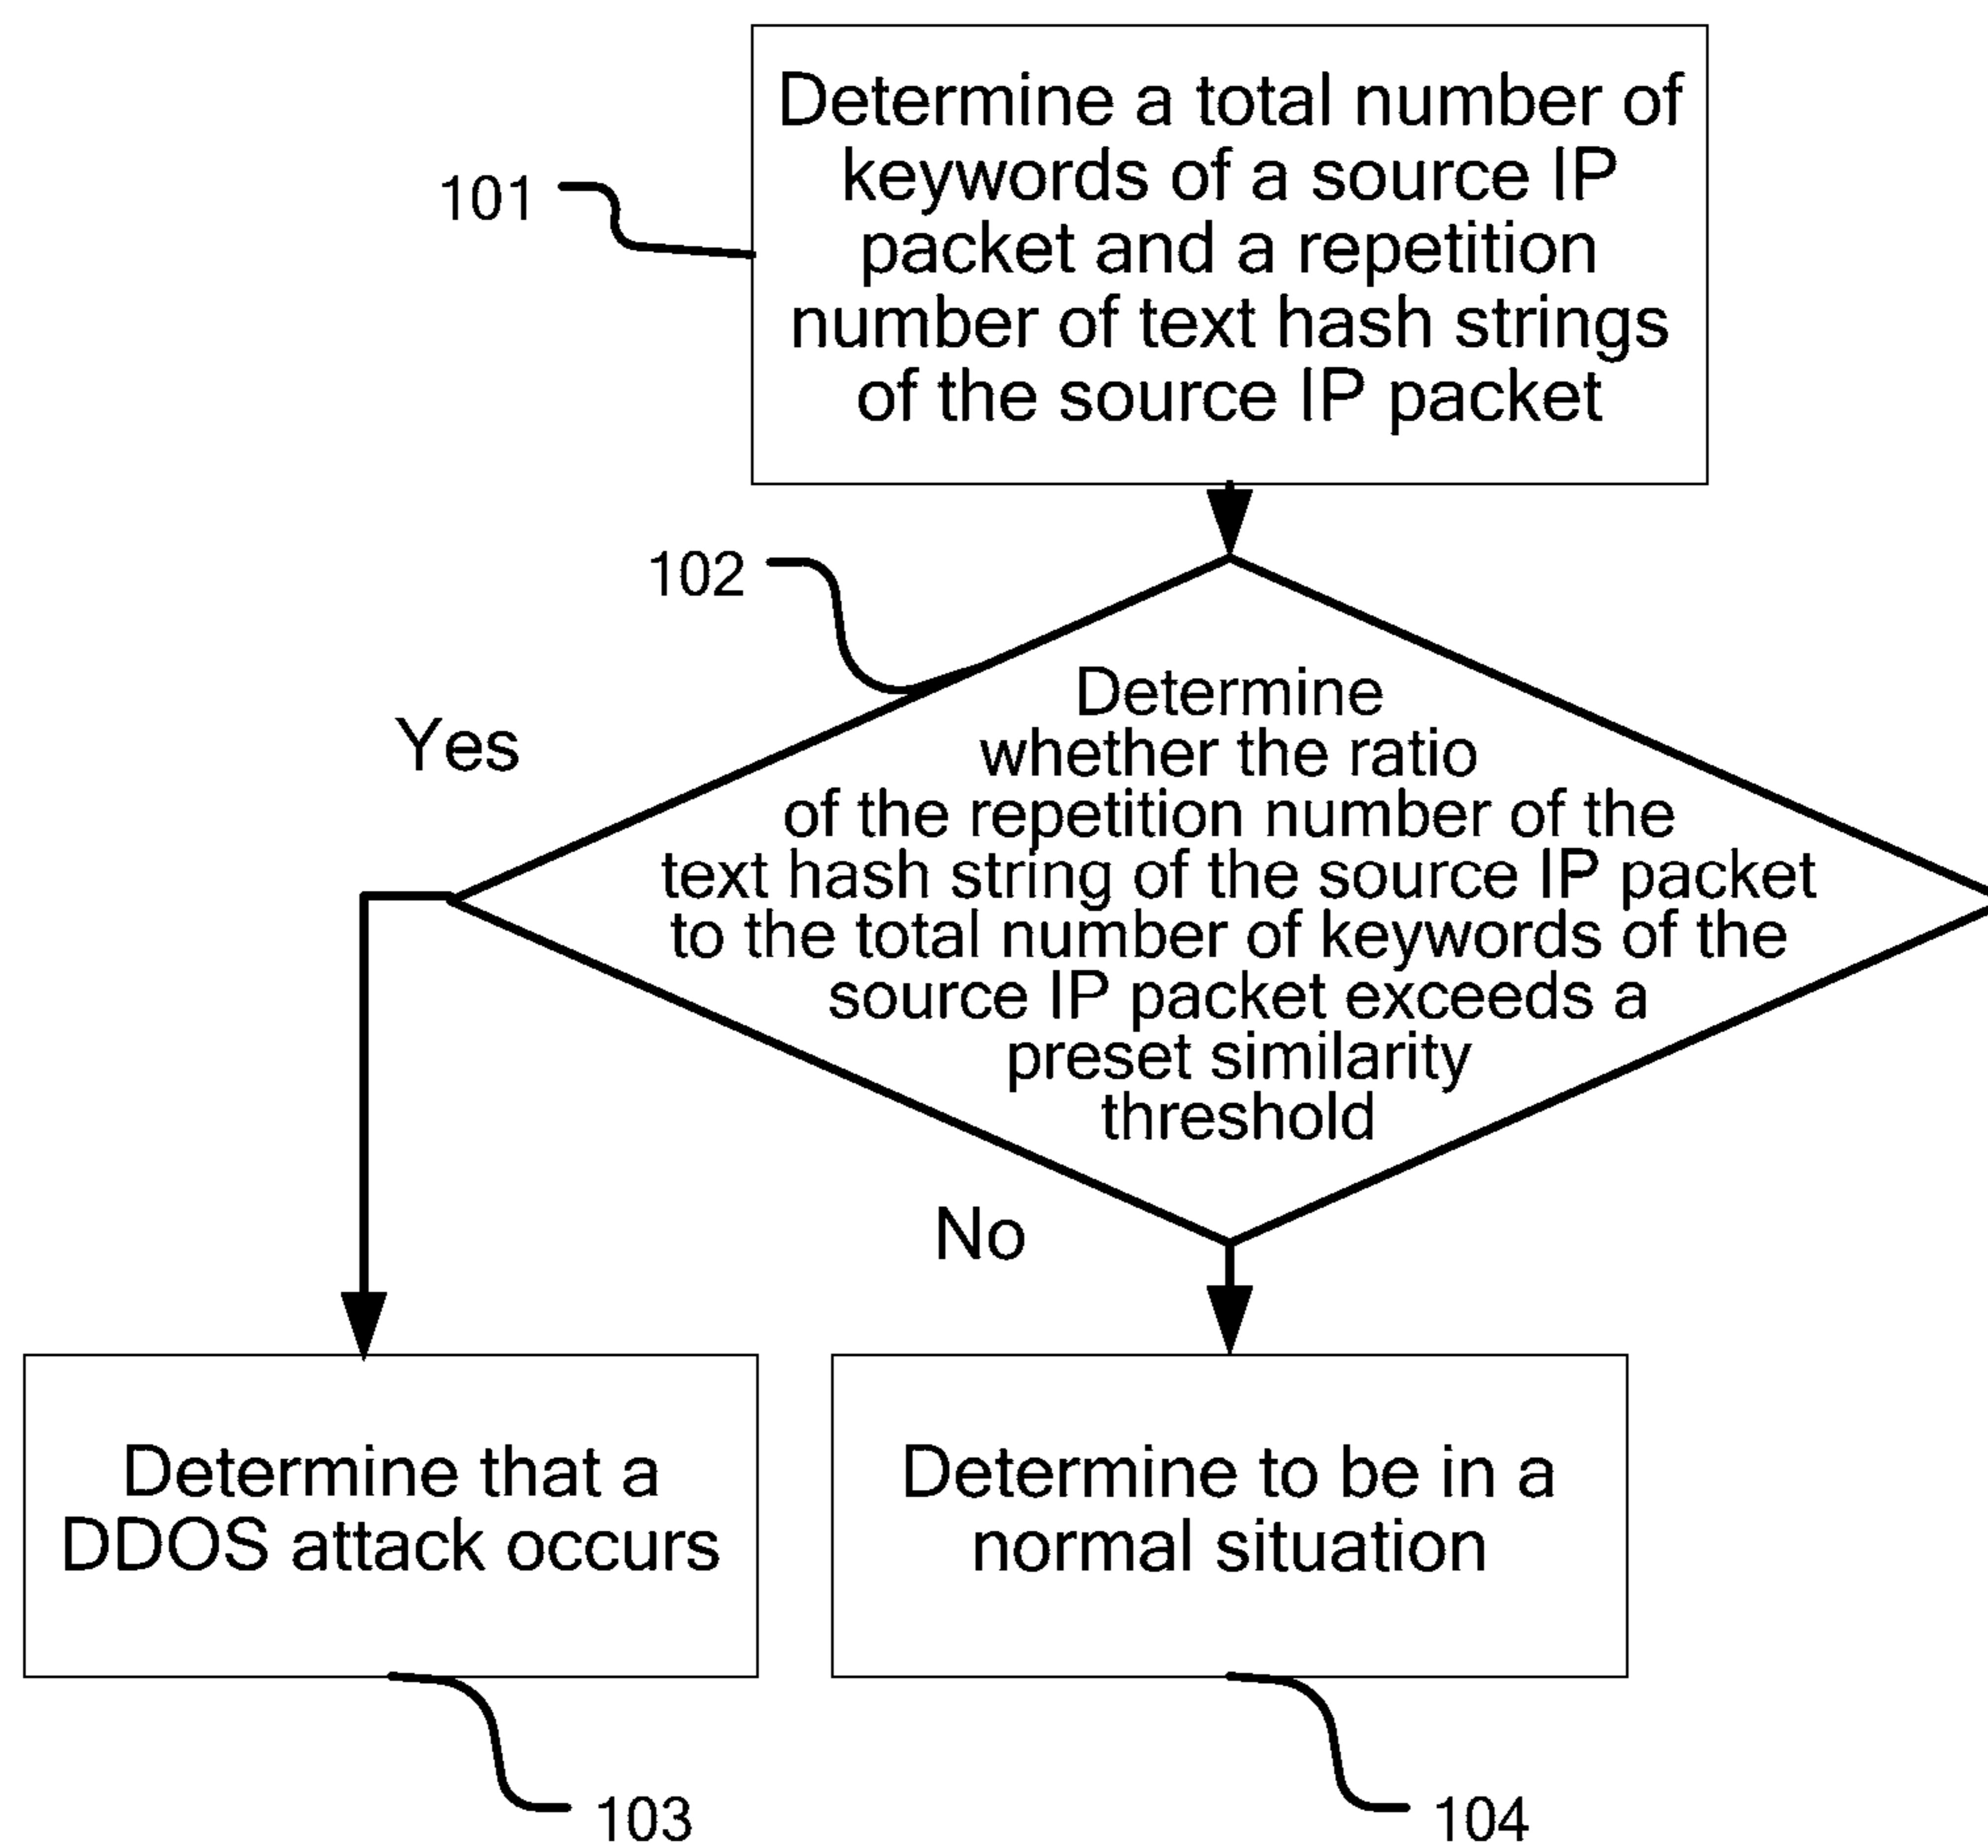 Determine a total number of
keywords of a source IP
packet and a repetition
number of text hash strings
of the source IP packet
101
102
Determine
whether the ratio
of the repetition number of the
text hash string of the source IP packet
to the total number of keywords of the
source IP packet exceeds a
preset similarity
threshold
Yes
No
Determine that a
DDOS attack occurs
Determine to be in a
normal situation
103
104